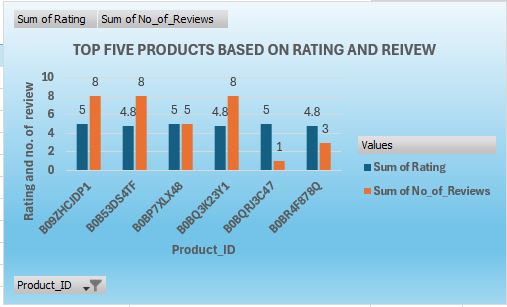 Sum of Rating Sum of No_of_Reviews
TOP FIVE PRODUCTS BASED ON RATING AND REIVEW
Rating and no. of review
10
8
6
4
2
0
5 8 4.8 8 5 5 4.8 8 5 1 4.8 3
B09ZHCJDP1 B0B53DS4TF B0BP7XLX48 B0BQ3K23Y1 B0BQRJ3C47 B0BR4F878Q
Product_ID
Values
Sum of Rating
Sum of No_of_Reviews
Product_ID